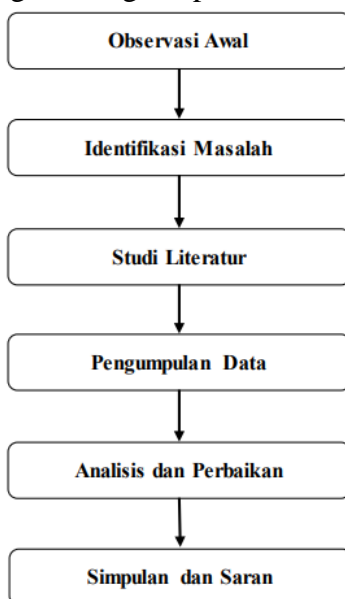 Observasi Awal
Identifikasi Masalah
Studi Literatur
Pengumpulan Data
Analisis dan Perbaikan
Simpulan dan Saran